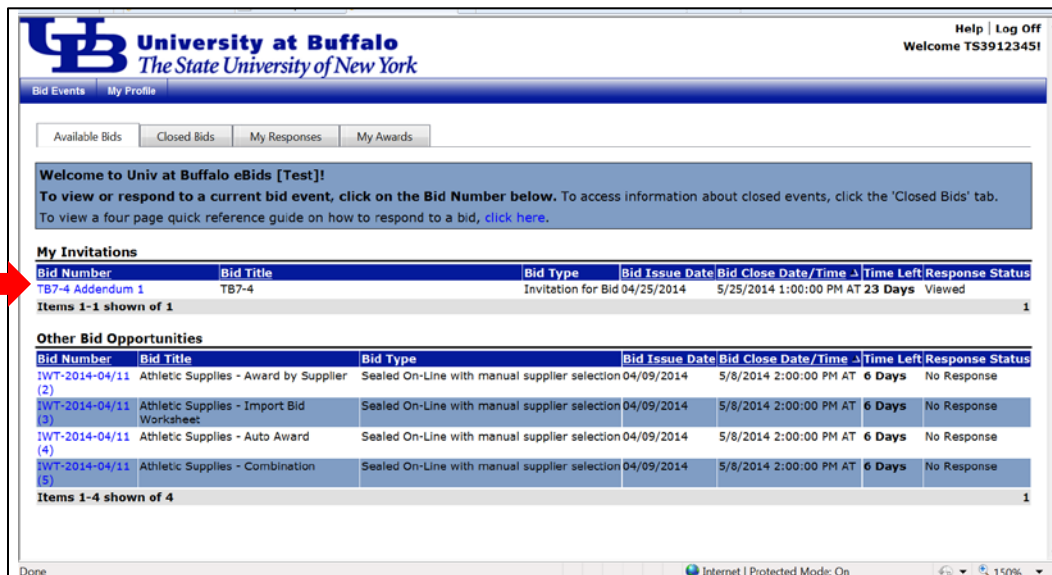 Help | Log Off
UB University at Buffalo
The State University of New York
Welcome TS3912345!
Bid Events My Profile
Available Bids Closed Bids My Responses My Awards
Welcome to Univ at Buffalo eBids [Test]!
To view or respond to a current bid event, click on the Bid Number below. To access information about closed events, click the 'Closed Bids' tab.
To view a four page quick reference guide on how to respond to a bid, click here.
My Invitations
Bid Number Bid Title Bid Type Bid Issue Date Bid Close Date/Time Time Left Response Status
TB7-4 Addendum 1 TB7-4 Invitation for Bid 04/25/2014 5/25/2014 1:00:00 PM AT 23 Days Viewed
Items 1-1 shown of 1 1
Other Bid Opportunities
Bid Number Bid Title Bid Type Bid Issue Date Bid Close Date/Time Time Left Response Status
IWT-2014-04/11 Athletic Supplies - Award by Supplier Sealed On-Line with manual supplier selection 04/09/2014 5/8/2014 2:00:00 PM AT 6 Days No Response
(2)
IWT-2014-04/11 Athletic Supplies - Import Bid Sealed On-Line with manual supplier selection 04/09/2014 5/8/2014 2:00:00 PM AT 6 Days No Response
(3) Worksheet
IWT-2014-04/11 Athletic Supplies - Auto Award Sealed On-Line with manual supplier selection 04/09/2014 5/8/2014 2:00:00 PM AT 6 Days No Response
(4)
IWT-2014-04/11 Athletic Supplies - Combination Sealed On-Line with manual supplier selection 04/09/2014 5/8/2014 2:00:00 PM AT 6 Days No Response
(5)
Items 1-4 shown of 4 1
Done Internet | Protected Mode: On 150%